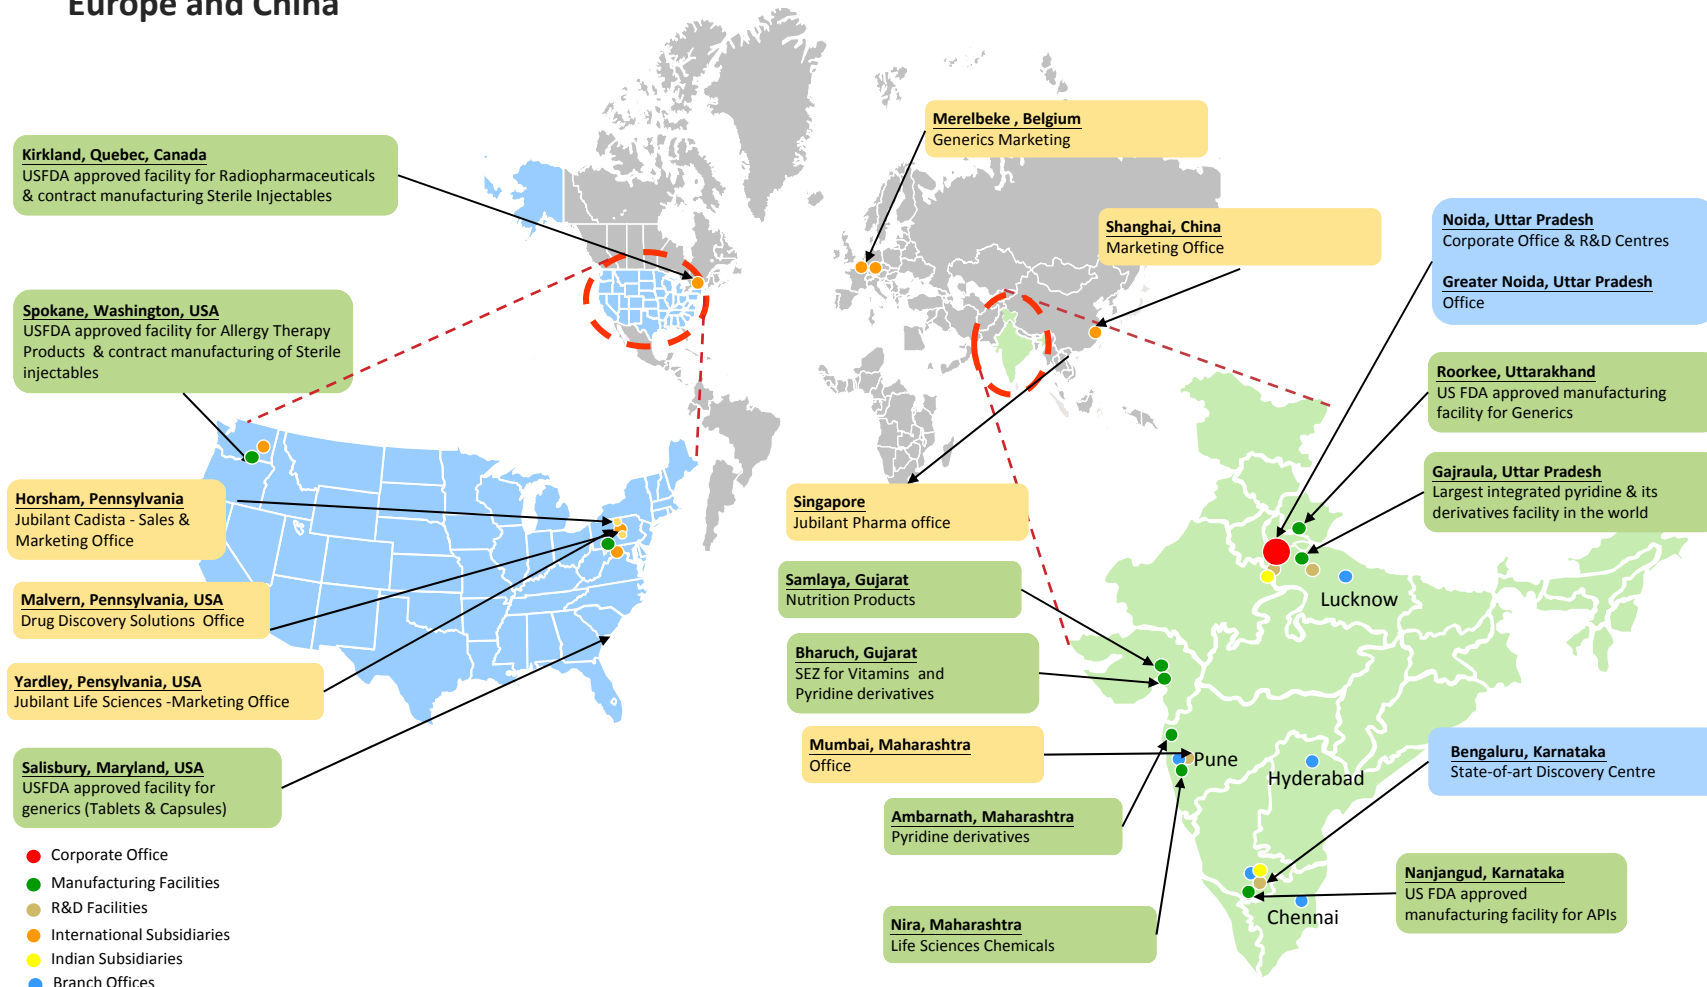 Europe and China
Kirkland, Quebec, Canada
USFDA approved facility for Radiopharmaceuticals
& contract manufacturing Sterile Injectables
Spokane, Washington, USA
USFDA approved facility for Allergy Therapy
Products & contract manufacturing of Sterile
injectables
Horsham, Pennsylvania
Jubilant Cadista - Sales &
Marketing Office
Malvern, Pennsylvania, USA
Drug Discovery Solutions Office
Yardley, Pensylvania, USA
Jubilant Life Sciences -Marketing Office
Salisbury, Maryland, USA
USFDA approved facility for
generics (Tablets & Capsules)
Corporate Office
Manufacturing Facilities
R&D Facilities
International Subsidiaries
Indian Subsidiaries
Branch Offices
Merelbeke , Belgium
Generics Marketing
Shanghai, China
Marketing Office
Singapore
Jubilant Pharma office
Samlaya, Gujarat
Nutrition Products
Bharuch, Gujarat
SEZ for Vitamins and
Pyridine derivatives
Mumbai, Maharashtra
Office
Ambarnath, Maharashtra
Pyridine derivatives
Nira, Maharashtra
Life Sciences Chemicals
Noida, Uttar Pradesh
Corporate Office & R&D Centres
Greater Noida, Uttar Pradesh
Office
Roorkee, Uttarakhand
US FDA approved manufacturing
facility for Generics
Gajraula, Uttar Pradesh
Largest integrated pyridine & its
derivatives facility in the world
Lucknow
Pune
Hyderabad
Chennai
Bengaluru, Karnataka
State-of-art Discovery Centre
Nanjangud, Karnataka
US FDA approved
manufacturing facility for APIs